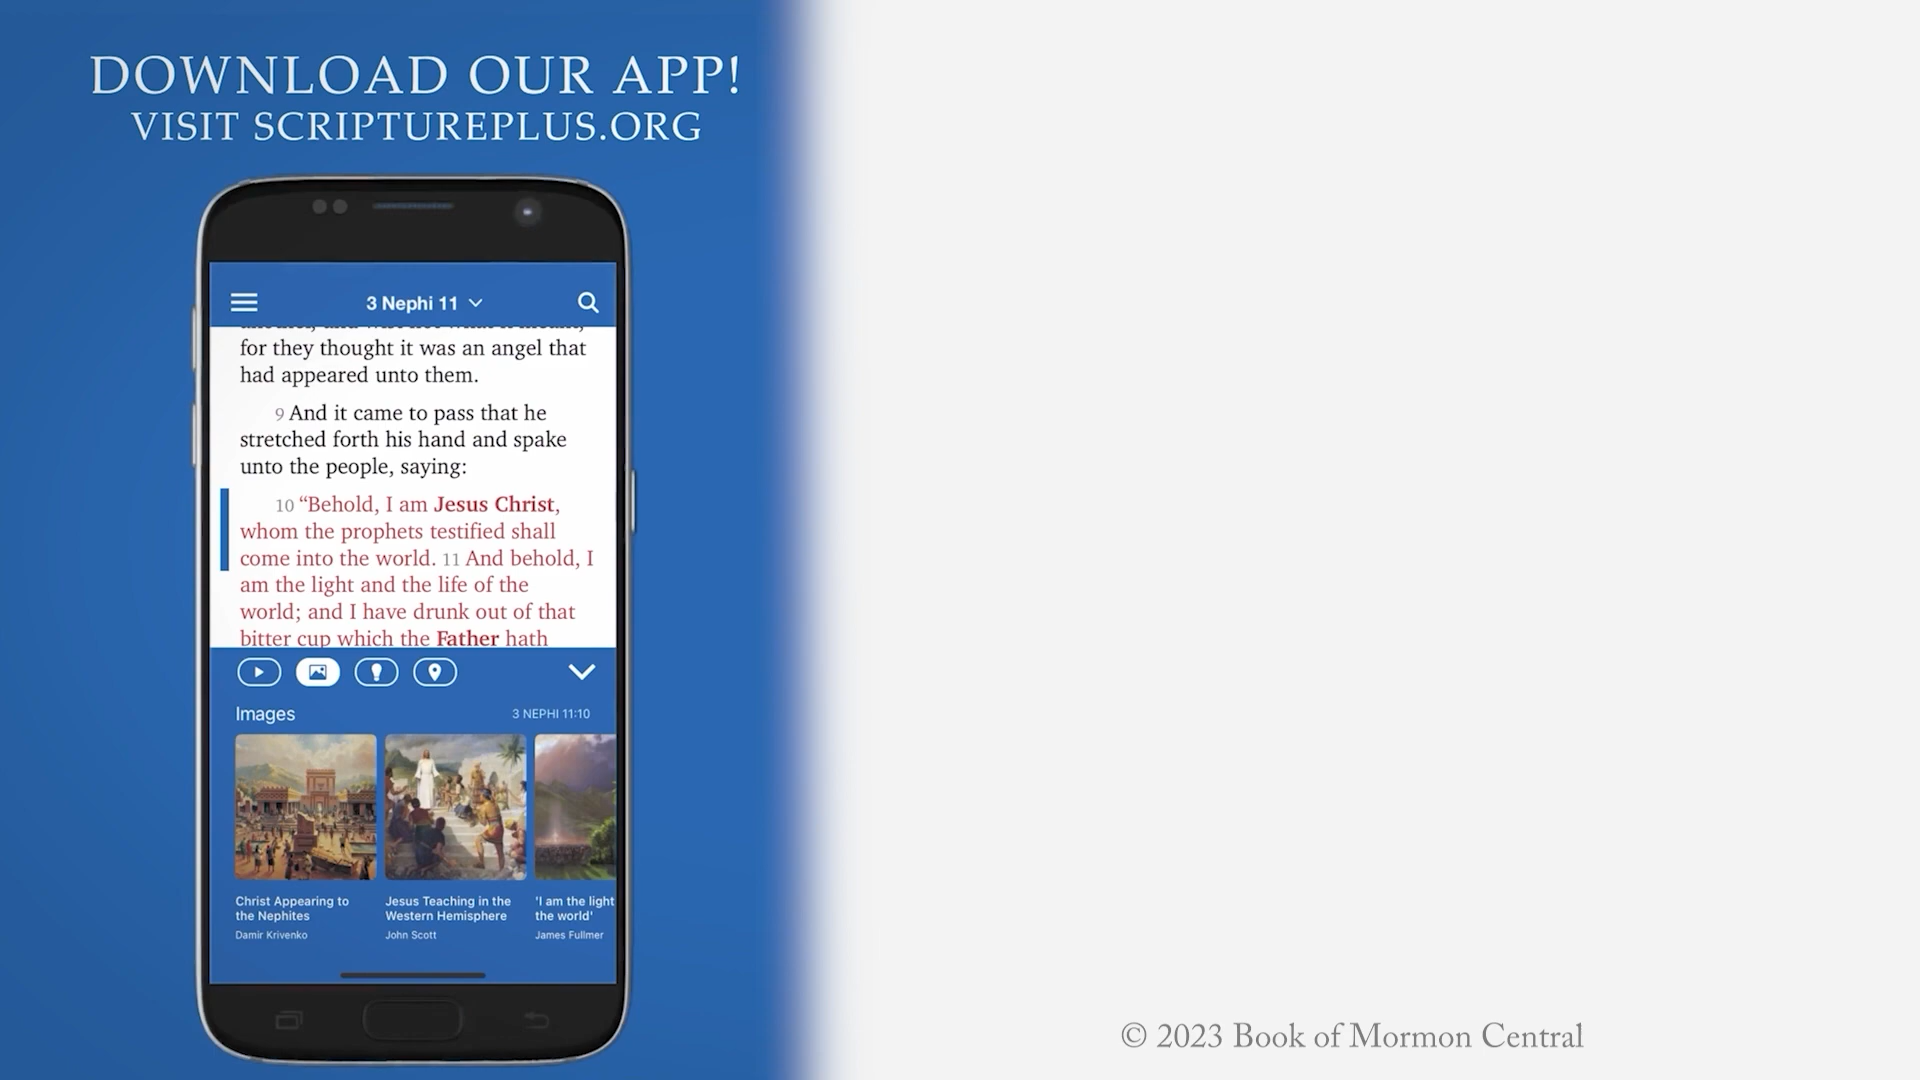 DOWNLOAD OUR APP!
VISIT SCRIPTUREPLUS.ORG
3 Nephi 11
for they thought it was an angel that
had appeared unto them.
9 And it came to pass that he
stretched forth his hand and spake
unto the people, saying:
10 “Behold, I am Jesus Christ,
whom the prophets testified shall
come into the world. 11 And behold, I
am the light and the life of the
world; and I have drunk out of that
bitter cup which the Father hath
Images
3 NEPHI 11:10
Christ Appearing to
the Nephites
Damir Krivenko
Jesus Teaching in the
Western Hemisphere
John Scott
'I am the light
the world'
James Fullmer
© 2023 Book of Mormon Central